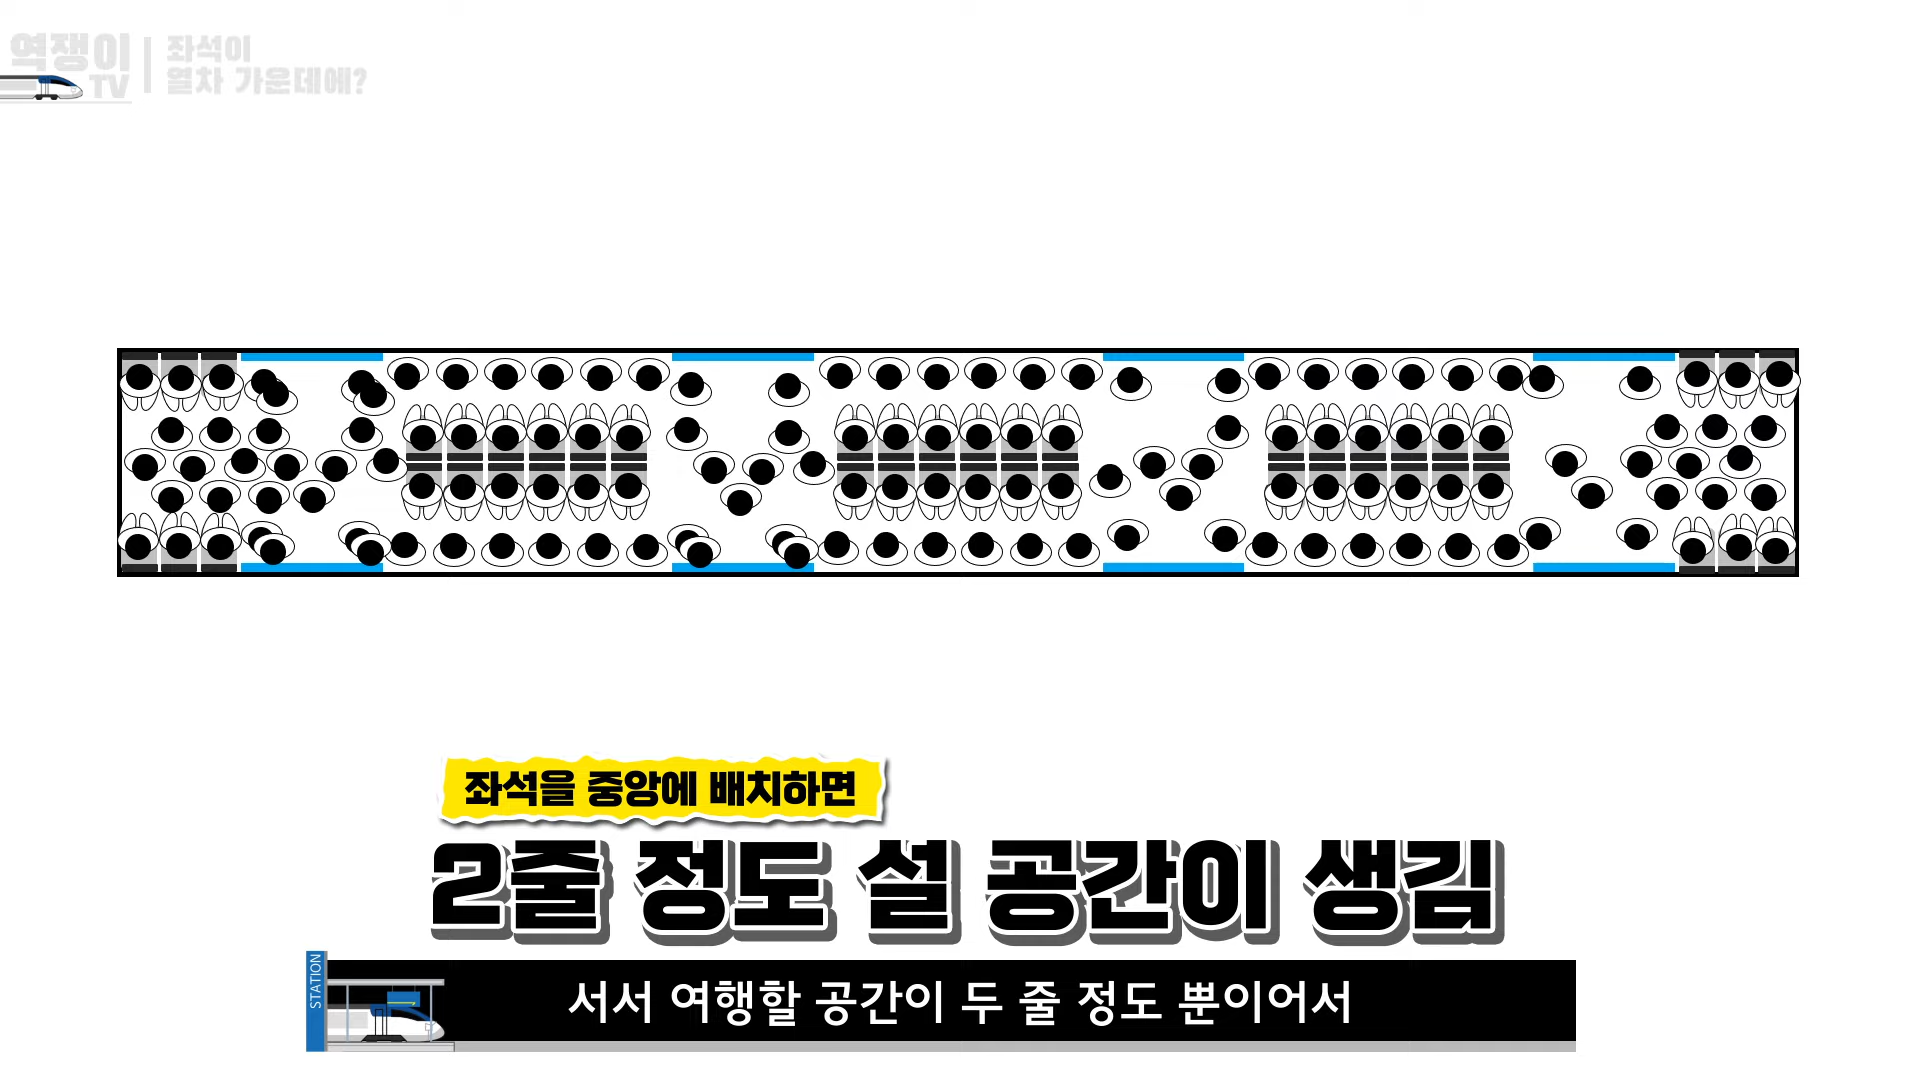 역쟁이
TV
좌석이
열차 가운데에?
좌석을 중앙에 배치하면
2줄 정도 설 공간이 생김
STATION
서서 여행할 공간이 두 줄 정도 뿐이어서